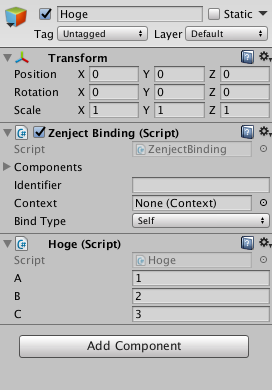 Hoge Static
Tag Untagged Layer Default
Transform
Position X 0 Y 0 Z 0
Rotation X 0 Y 0 Z 0
Scale X 1 Y 1 Z 1
Zenject Binding (Script)
Script ZenjectBinding
Components
Identifier
Context None (Context)
Bind Type Self
Hoge (Script)
Script Hoge
A 1
B 2
C 3
Add Component